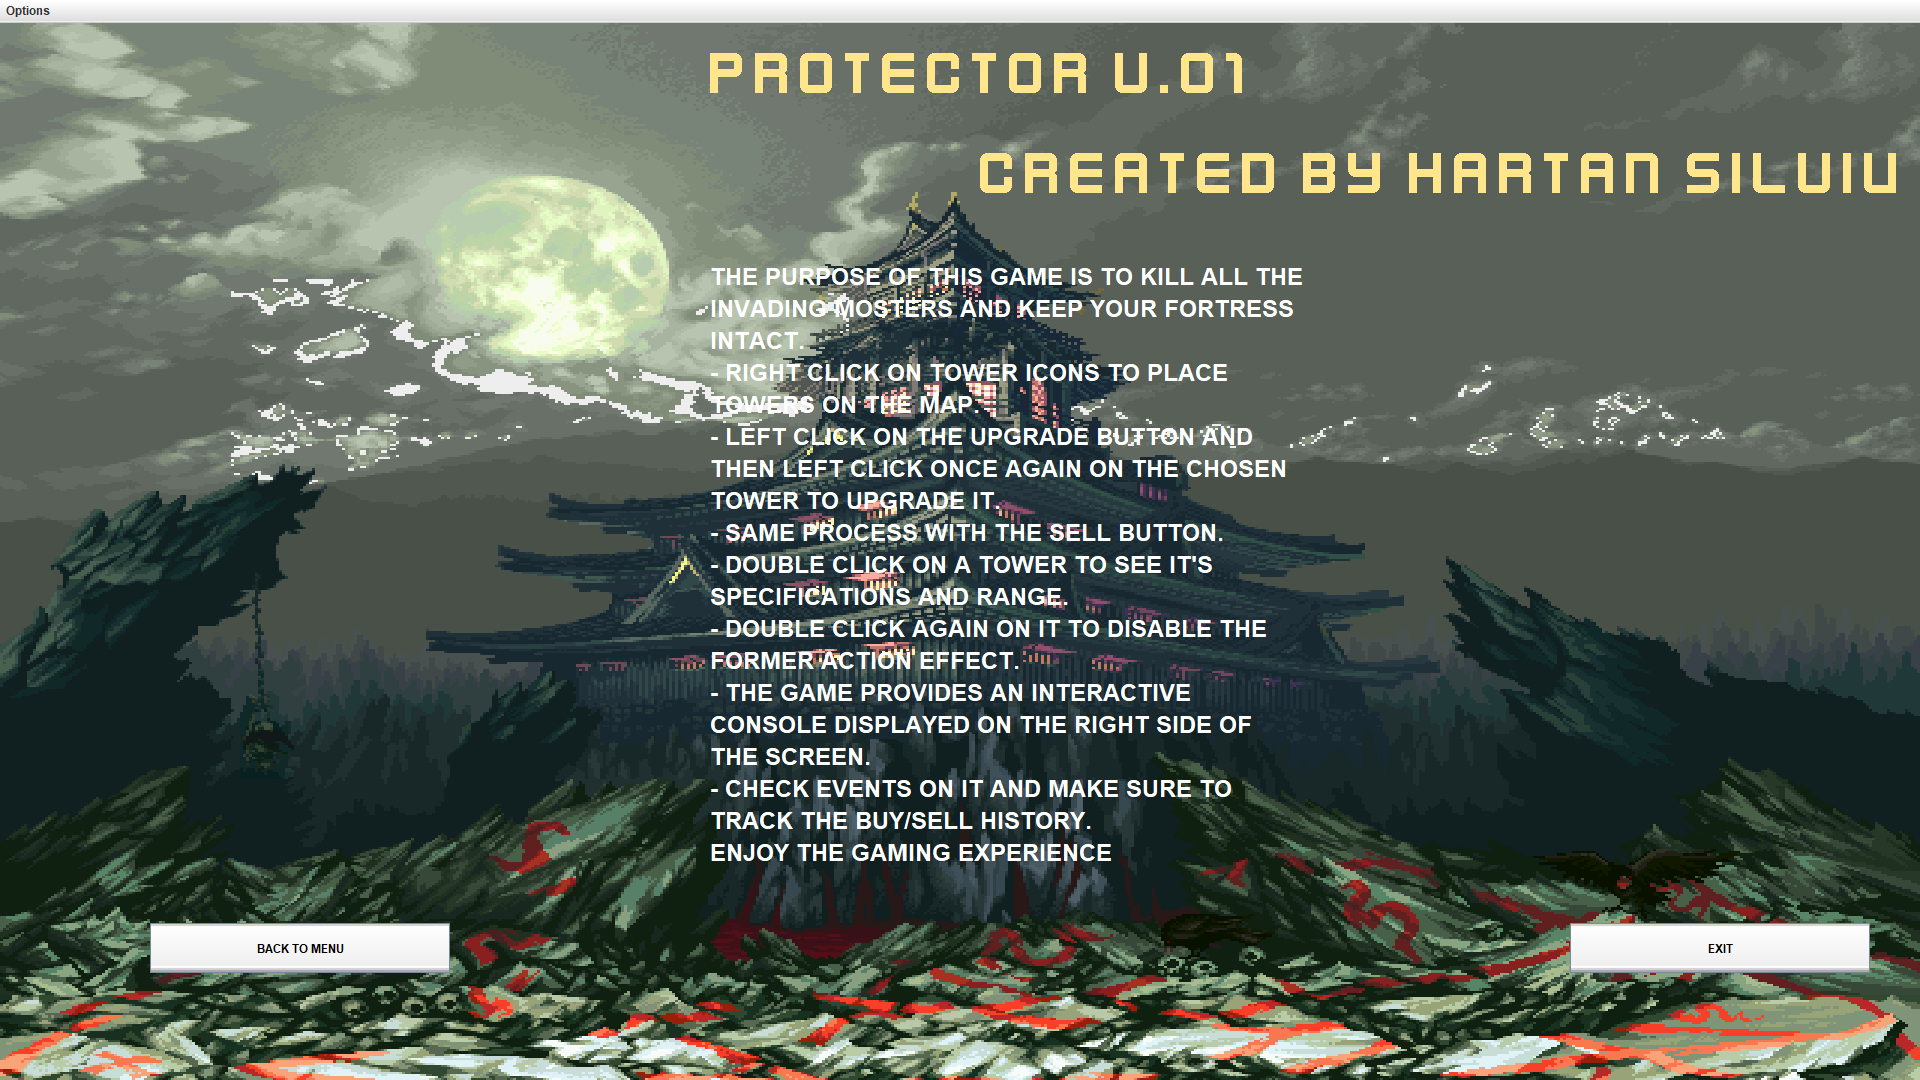 Options
PROTECTOR V.01
CREATED BY HARTAN SILVIU
THE PURPOSE OF THIS GAME IS TO KILL ALL THE
INVADING MOSTERS AND KEEP YOUR FORTRESS
INTACT.
- RIGHT CLICK ON TOWER ICONS TO PLACE
TOWERS ON THE MAP.
- LEFT CLICK ON THE UPGRADE BUTTON AND
THEN LEFT CLICK ONCE AGAIN ON THE CHOSEN
TOWER TO UPGRADE IT.
- SAME PROCESS WITH THE SELL BUTTON.
- DOUBLE CLICK ON A TOWER TO SEE IT'S
SPECIFICATIONS AND RANGE.
- DOUBLE CLICK AGAIN ON IT TO DISABLE THE
FORMER ACTION EFFECT.
- THE GAME PROVIDES AN INTERACTIVE
CONSOLE DISPLAYED ON THE RIGHT SIDE OF
THE SCREEN.
- CHECK EVENTS ON IT AND MAKE SURE TO
TRACK THE BUY/SELL HISTORY.
ENJOY THE GAMING EXPERIENCE
BACK TO MENU
EXIT